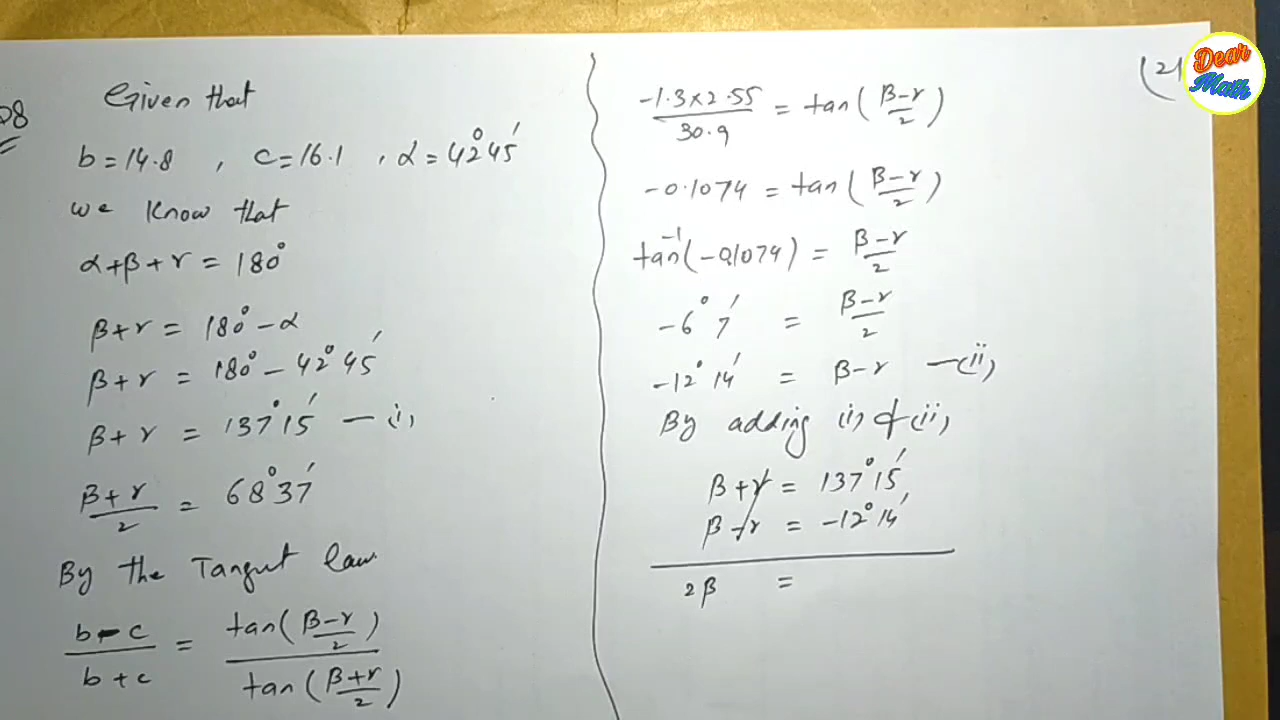 Q8
Given that
b = 14.8 , c = 16.1 , α = 42°45′
we know that
α+β+γ = 180°
β+γ = 180° - α
β+γ = 180° - 42°45′
β+γ = 137°15′ — (i)
β+γ/2 = 68°37′
By the Tangent law.
b-c/b+c = tan(β-γ/2)/tan(β+γ/2)
(2)
Dear
Math
-1.3×2.55/30.9 = tan(β-γ/2)
-0.1074 = tan(β-γ/2)
tan⁻¹(-0.1074) = β-γ/2
-6°7′ = β-γ/2
-12°14′ = β-γ — (ii)
By adding (i) & (ii)
β+γ = 137°15′
β-γ = -12°14′
2β =